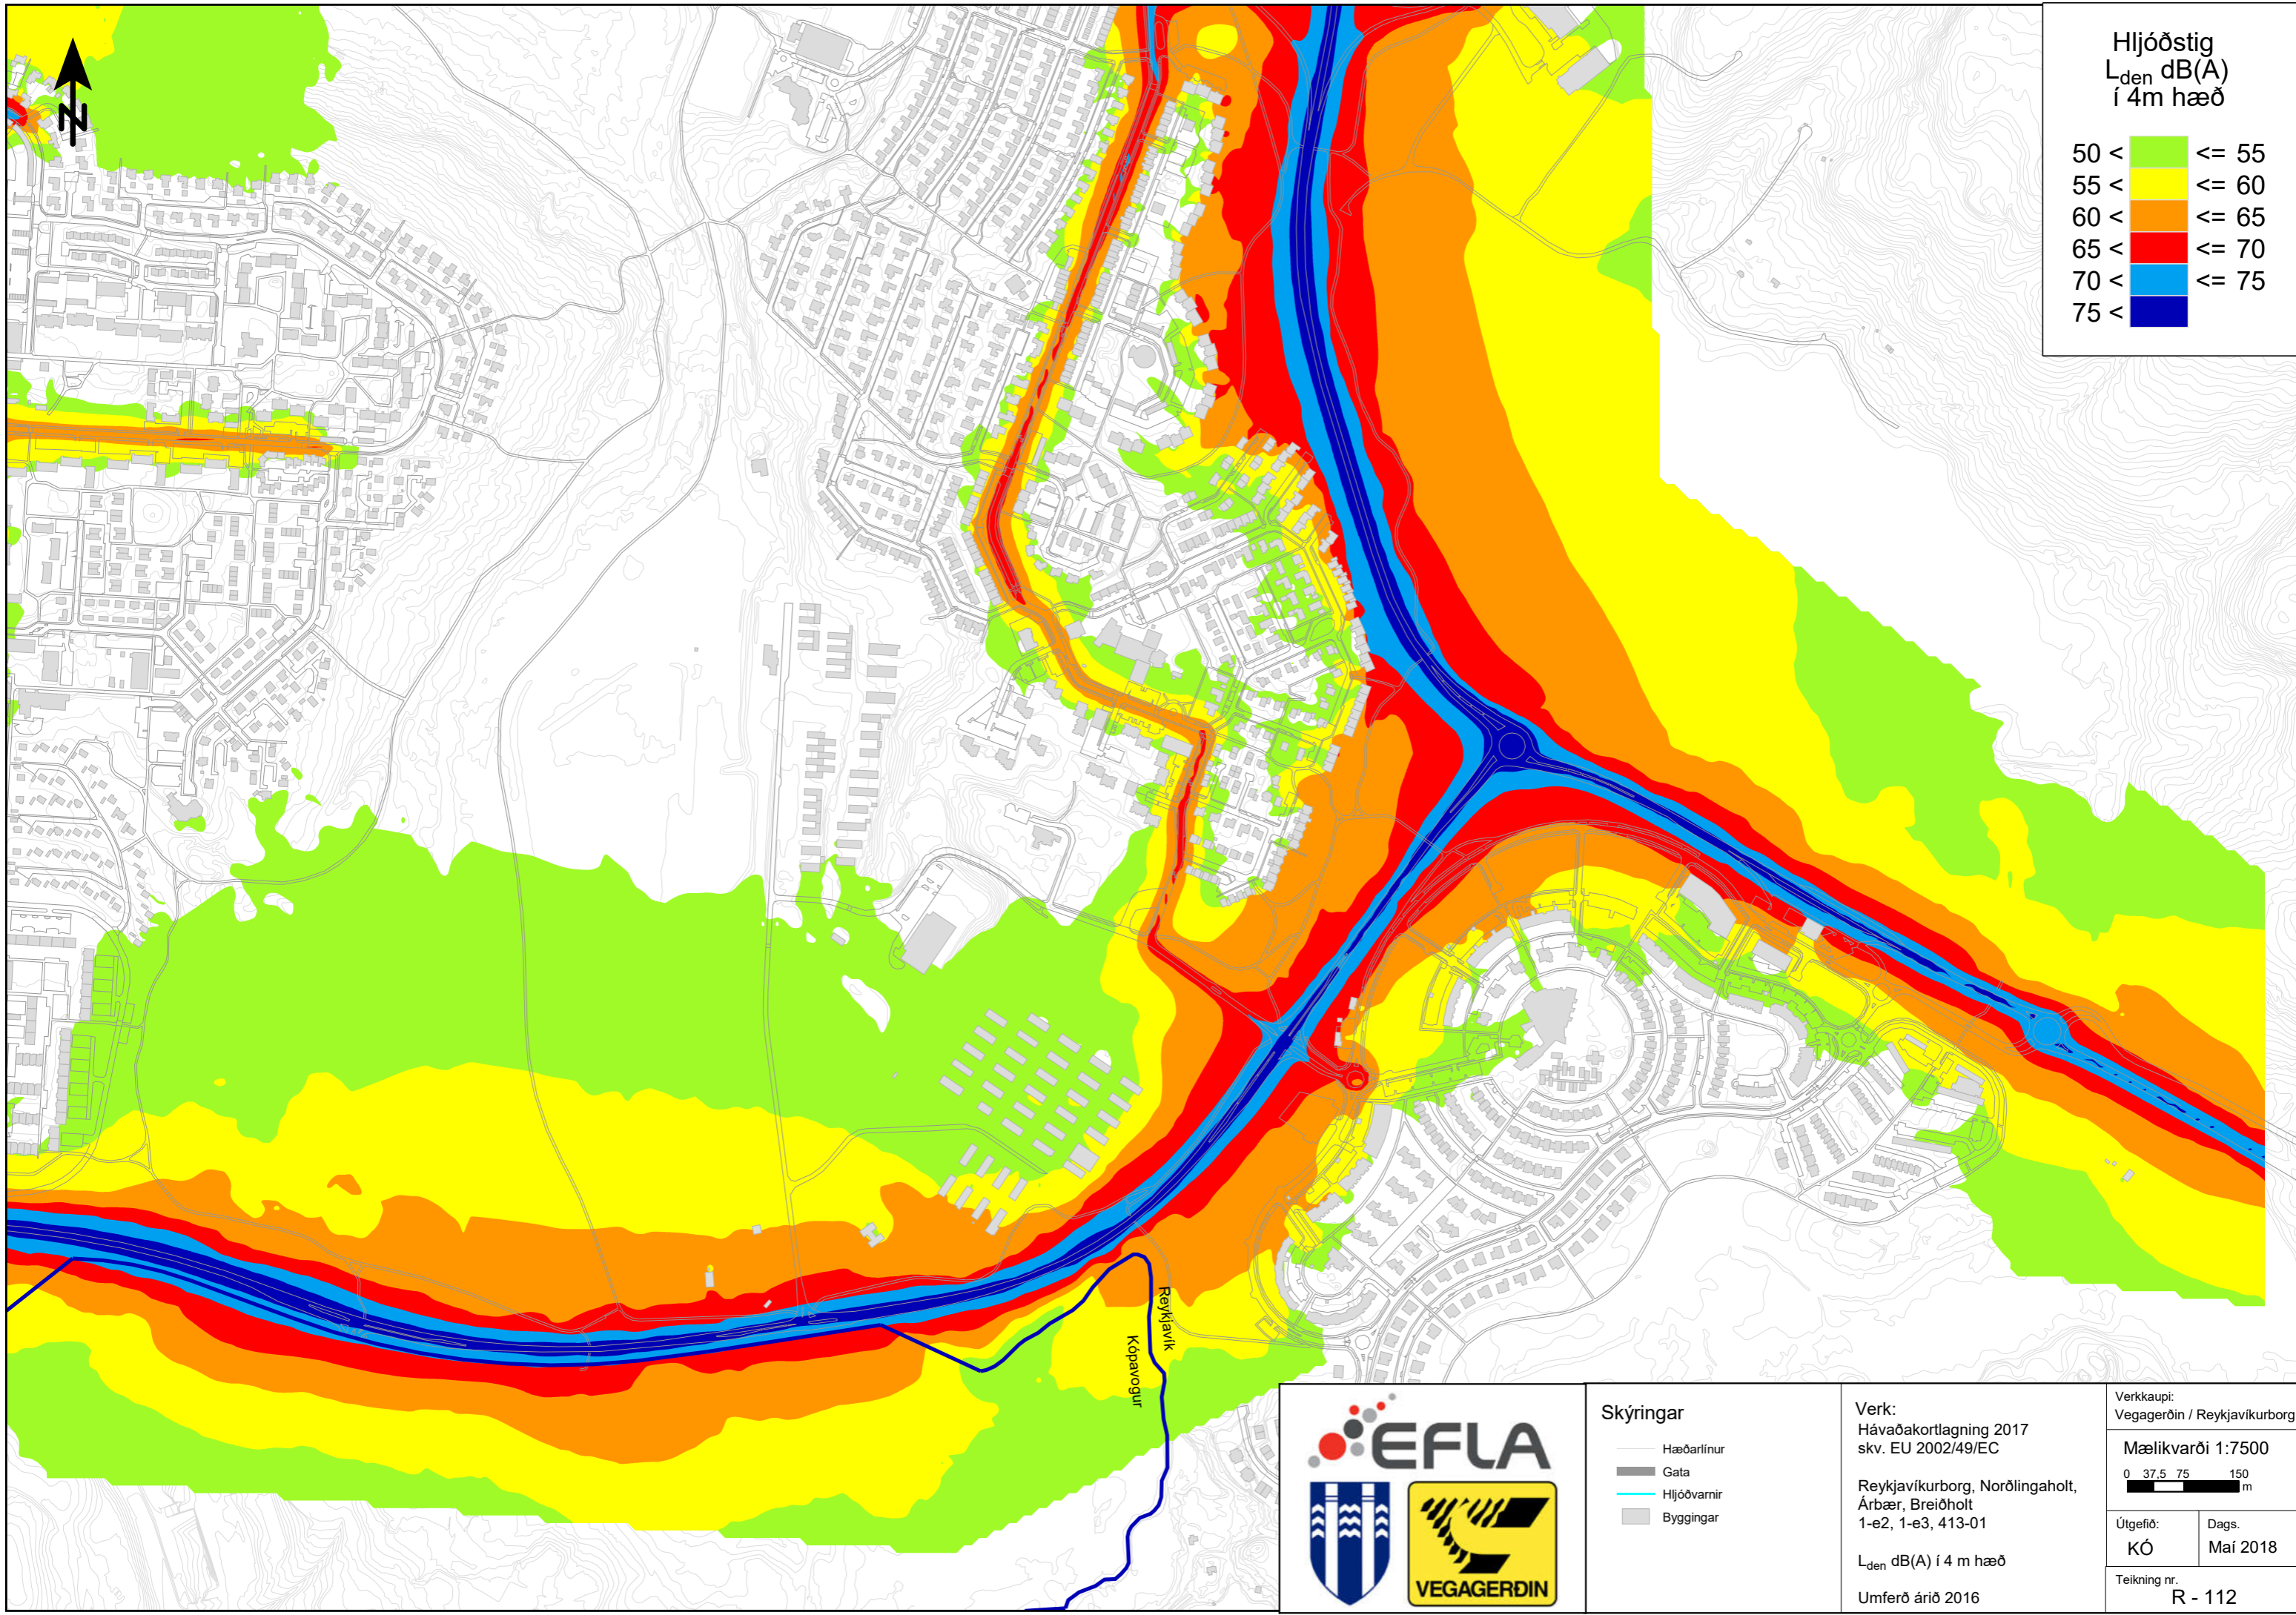 N
Hljóðstig
Lden dB(A)
í 4m hæð
50 < <= 55
55 < <= 60
60 < <= 65
65 < <= 70
70 < <= 75
75 <
Reykjavík
Kópavogur
EFLA
VEGAGERÐIN
Skýringar
Hæðarlínur
Gata
Hljóðvarnir
Byggingar
Verk:
Hávaðakortlagning 2017
skv. EU 2002/49/EC
Reykjavíkurborg, Norðlingaholt,
Árbær, Breiðholt
1-e2, 1-e3, 413-01
Lden dB(A) í 4 m hæð
Umferð árið 2016
Verkkaupi:
Vegagerðin / Reykjavíkurborg
Mælikvarði 1:7500
0 37,5 75 150
m
Útgefið:
KÓ
Dags.
Maí 2018
Teikning nr.
R - 112